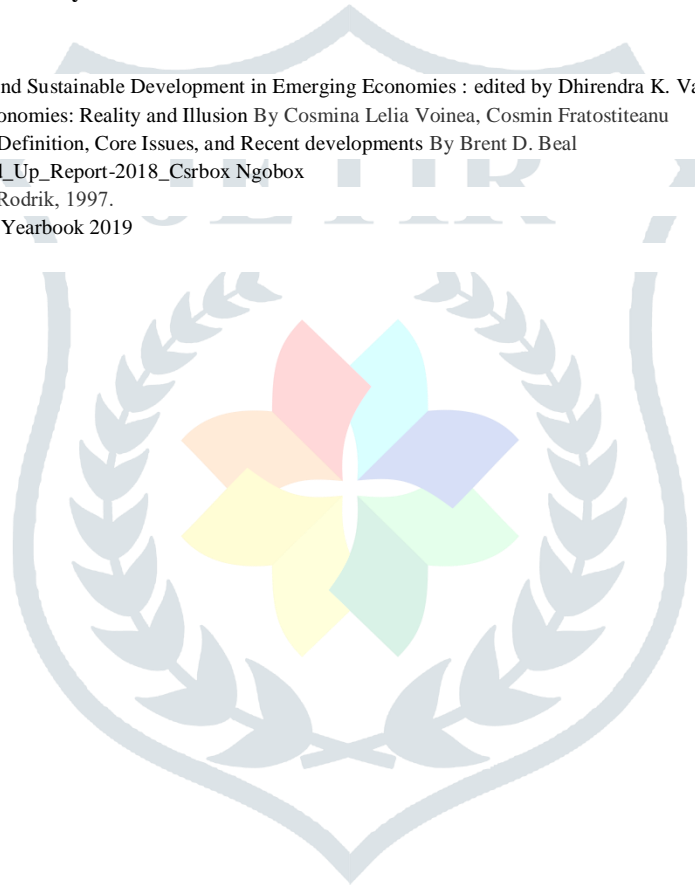 nd Sustainable Development in Emerging Economies : edited by Dhirendra K. Va
onomies: Reality and Illusion By Cosmina Lelia Voinea, Cosmin Fratostiteanu
Definition, Core Issues, and Recent developments By Brent D. Beal
l_Up_Report-2018_Csrbox Ngobox
Rodrik, 1997.
Yearbook 2019
JETIR